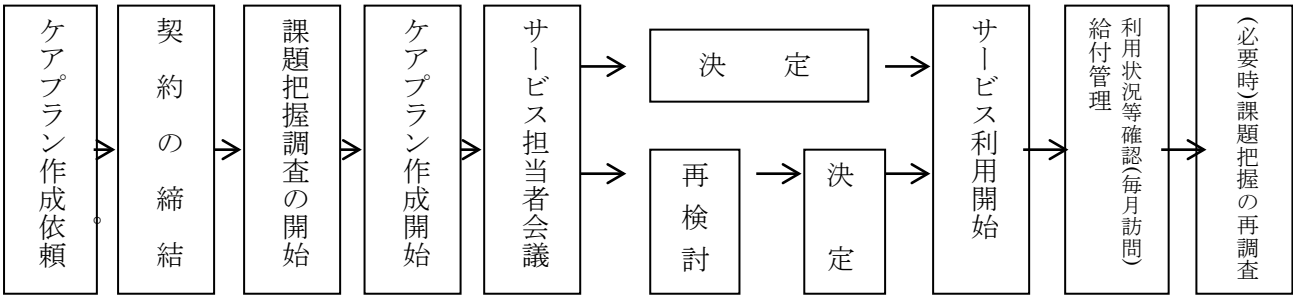 ケアプラン作成依頼
。
契約の締結
課題把握調査の開始
ケアプラン作成開始
サービス担当者会議
決定
再検討
決定
サービス利用開始
利用状況等確認(毎月訪問)
給付管理
(必要時)課題把握の再調査